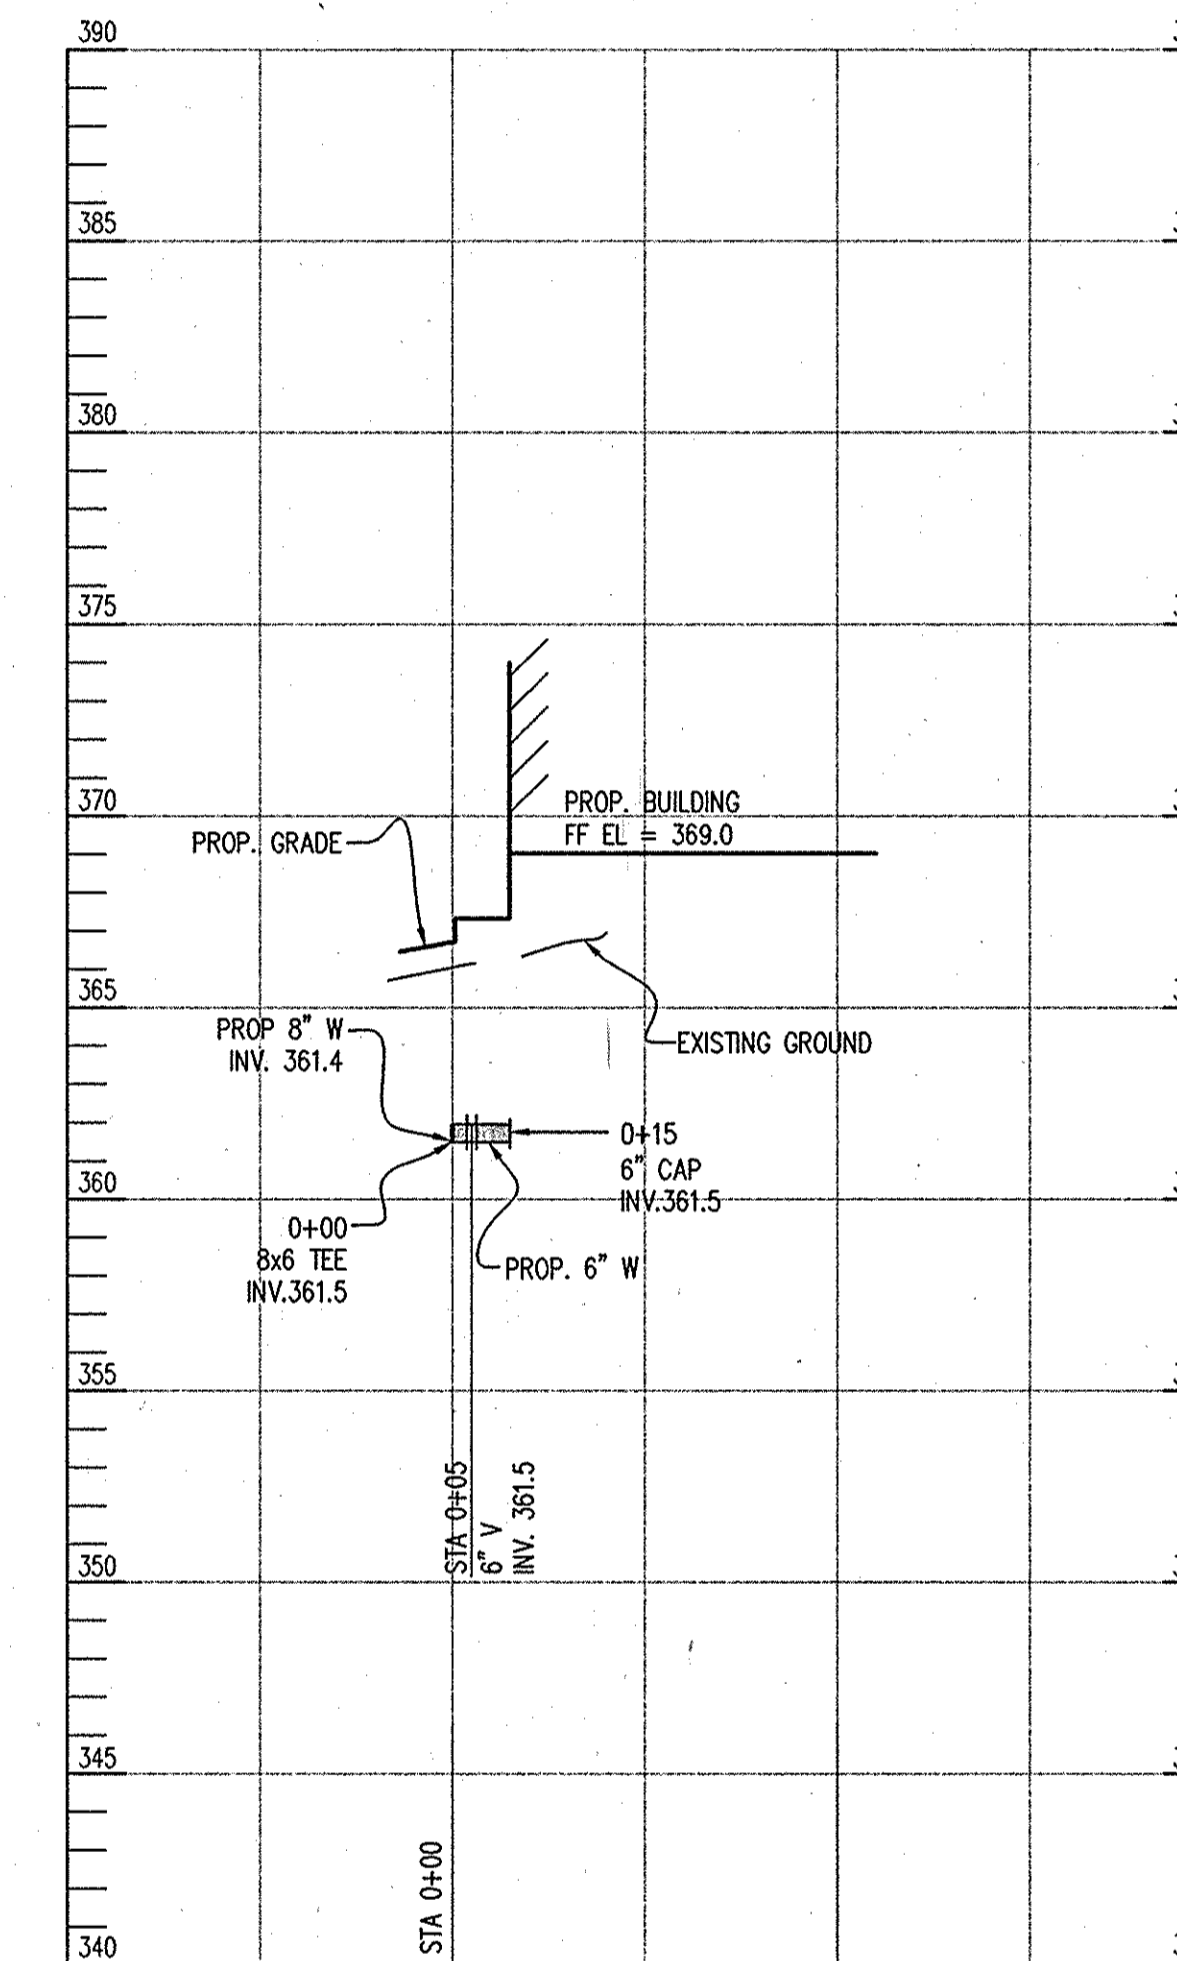 390
385
380
375
370
PROP. BUILDING
FF EL = 369.0
PROP. GRADE
365
PROP 8" W
INV. 361.4
EXISTING GROUND
0+15
6" CAP
INV.361.5
360
0+00
8x6 TEE
INV.361.5
PROP. 6" W
355
STA 0+05
6" V
INV. 361.5
350
345
STA 0+00
340